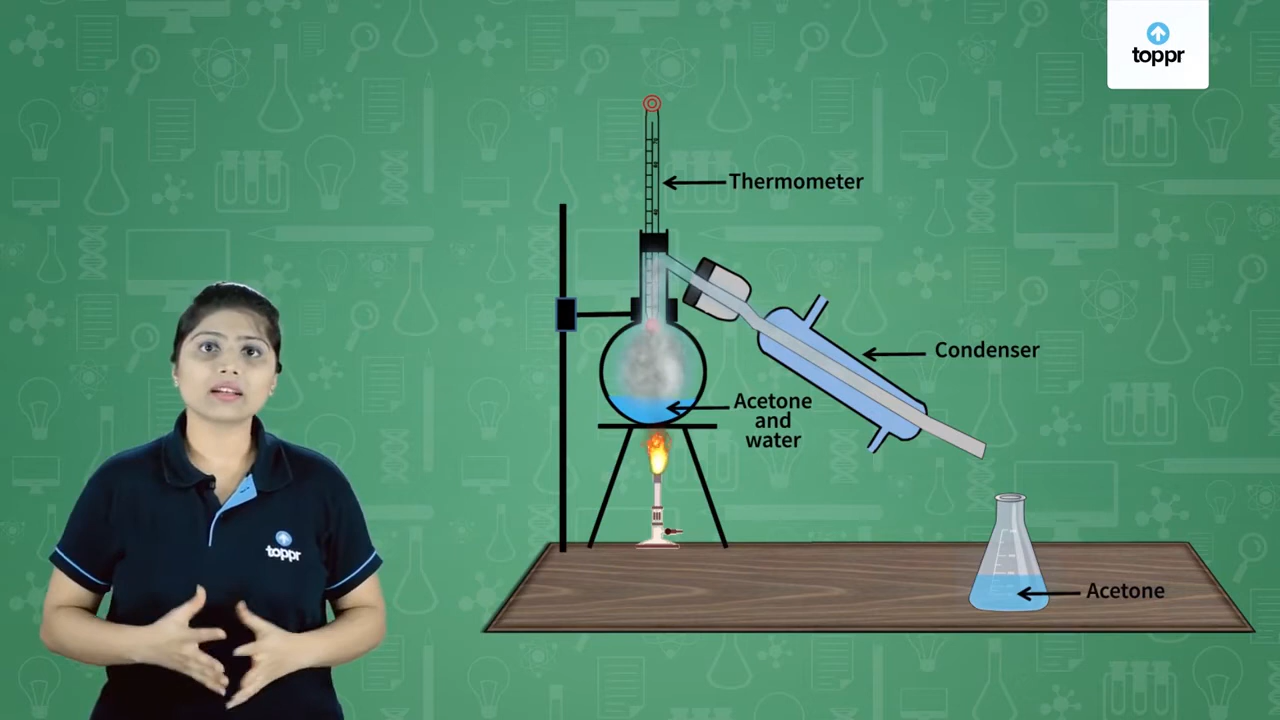 toppr
Thermometer
Condenser
Acetone
and
water
toppr
Acetone